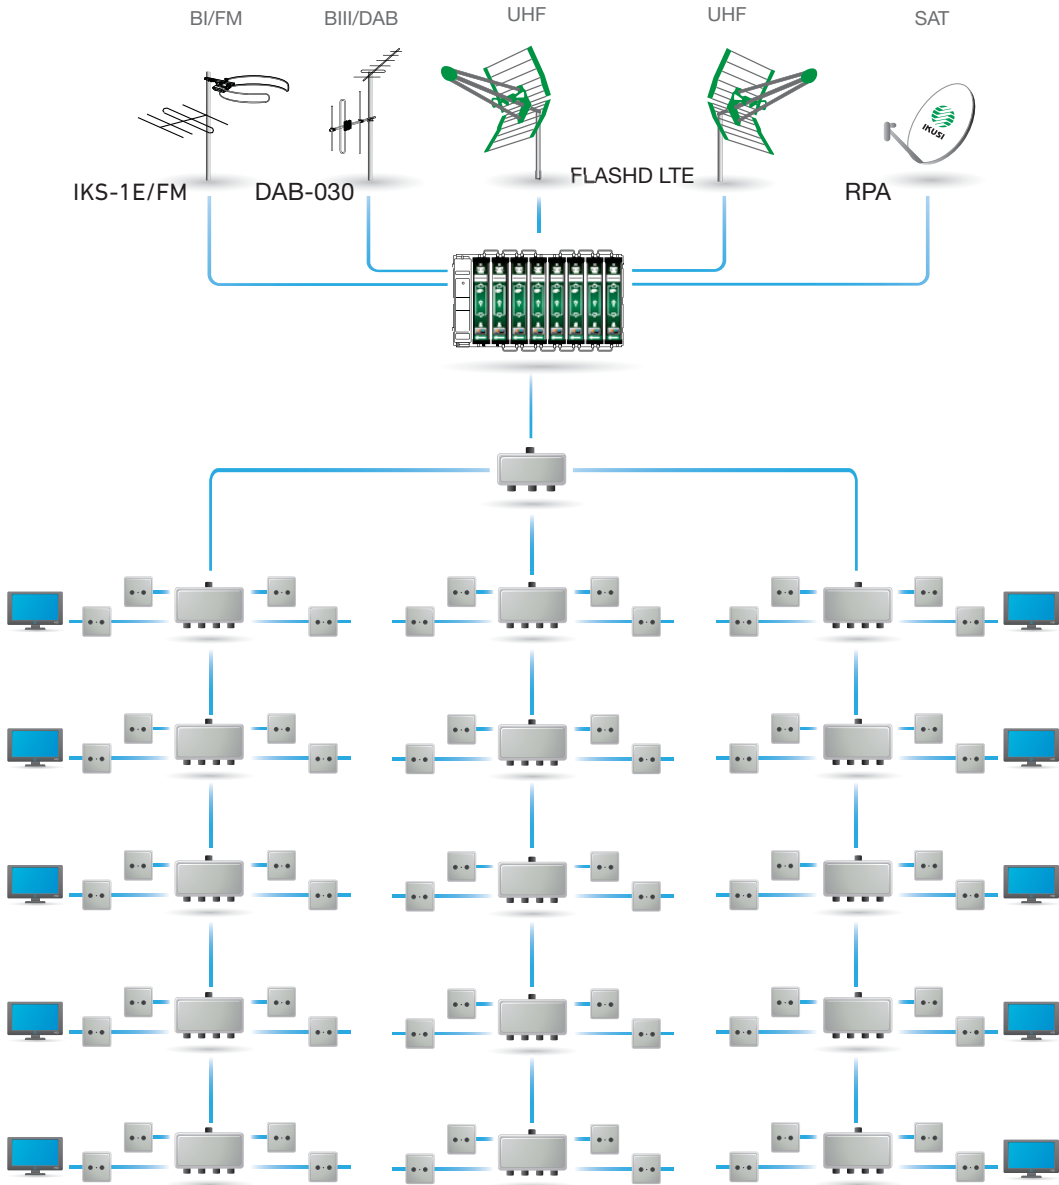 BI/FM
BIII/DAB
UHF
UHF
SAT
IKUSI
IKS-1E/FM
DAB-030
FLASHD LTE
RPA